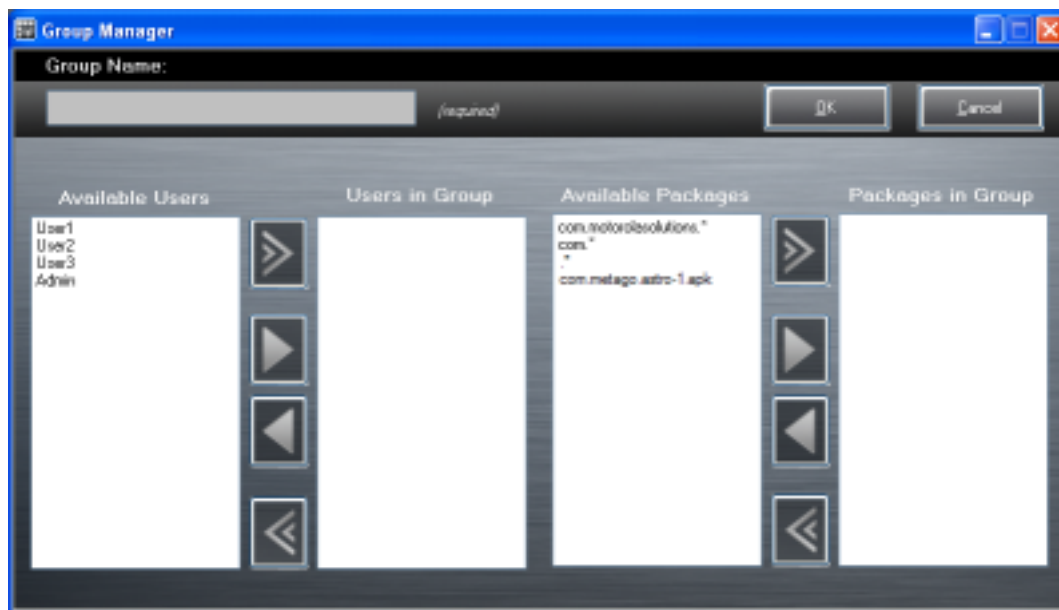 Group Manager
Group Name:
(required)
OK
Cancel
Available Users
Users in Group
Available Packages
Packages in Group
User1
User2
User3
Admin
com.motorolasolutions.*
com.*
.*
com.metago.astro-1.apk